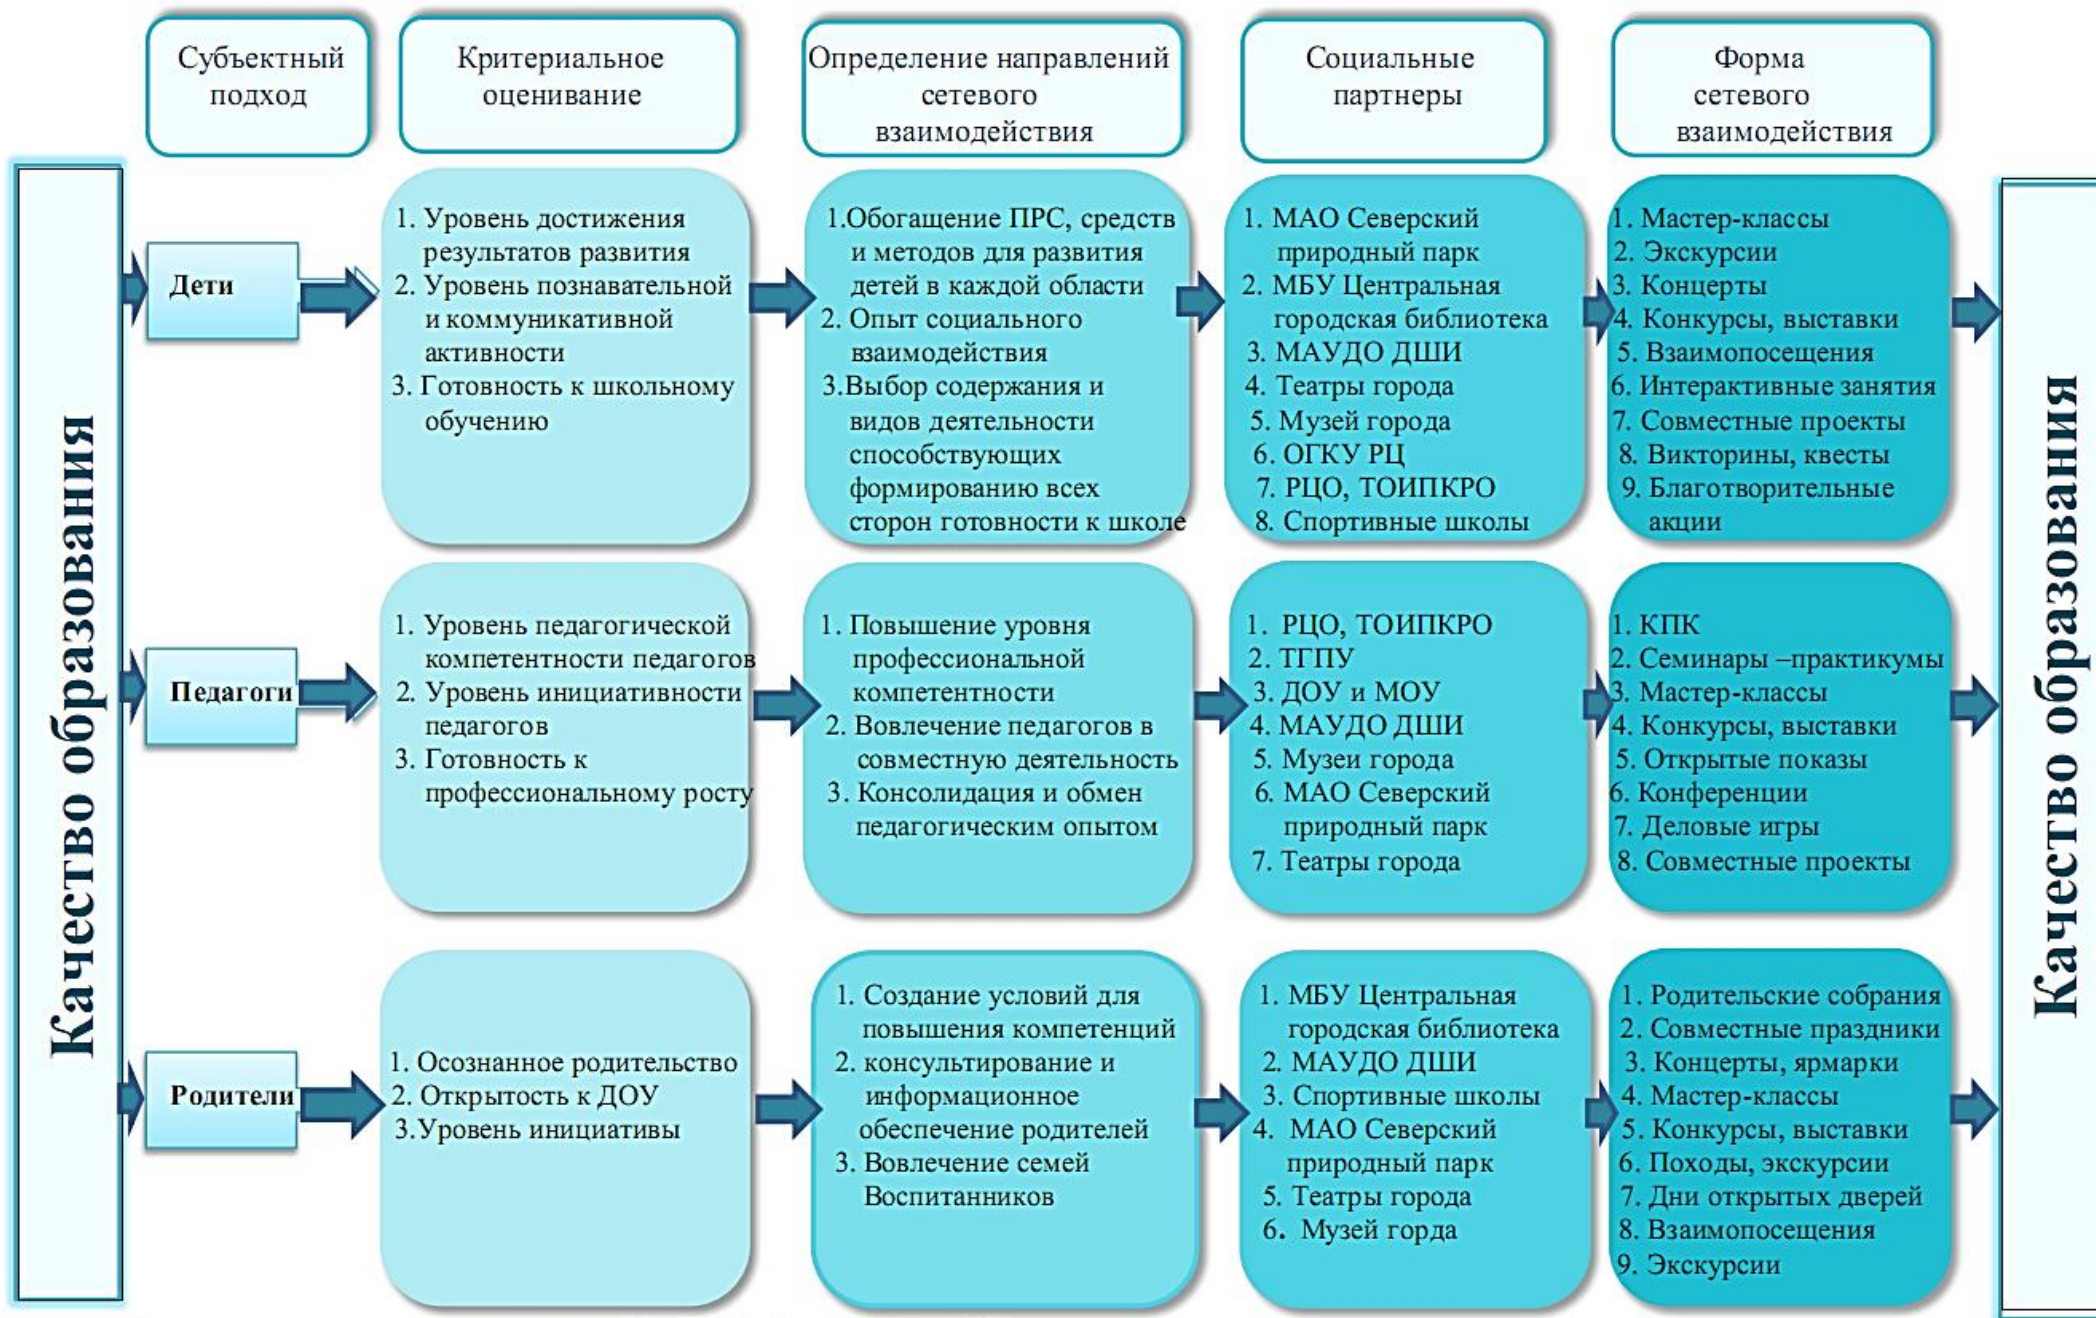 Субъектный
подход
Критериальное
оценивание
Определение направлений
сетевого
взаимодействия
Социальные
партнеры
Форма
сетевого
взаимодействия
Качество образования
Дети
1. Уровень достижения
результатов развития
2. Уровень познавательной
и коммуникативной
активности
3. Готовность к школьному
обучению
1.Обогащение ПРС, средств
и методов для развития
детей в каждой области
2. Опыт социального
взаимодействия
3.Выбор содержания и
видов деятельности
способствующих
формированию всех
сторон готовности к школе
1. МАО Северский
природный парк
2. МБУ Центральная
городская библиотека
3. МАУДО ДШИ
4. Театры города
5. Музей города
6. ОГКУ РЦ
7. РЦО, ТОИПКРО
8. Спортивные школы
1. Мастер-классы
2. Экскурсии
3. Концерты
4. Конкурсы, выставки
5. Взаимопосещения
6. Интерактивные занятия
7. Совместные проекты
8. Викторины, квесты
9. Благотворительные
акции
Педагоги
1. Уровень педагогической
компетентности педагогов
2. Уровень инициативности
педагогов
3. Готовность к
профессиональному росту
1. Повышение уровня
профессиональной
компетентности
2. Вовлечение педагогов в
совместную деятельность
3. Консолидация и обмен
педагогическим опытом
1. РЦО, ТОИПКРО
2. ТГПУ
3. ДОУ и МОУ
4. МАУДО ДШИ
5. Музеи города
6. МАО Северский
природный парк
7. Театры города
1. КПК
2. Семинары –практикумы
3. Мастер-классы
4. Конкурсы, выставки
5. Открытые показы
6. Конференции
7. Деловые игры
8. Совместные проекты
Родители
1. Осознанное родительство
2. Открытость к ДОУ
3.Уровень инициативы
1. Создание условий для
повышения компетенций
2. консультирование и
информационное
обеспечение родителей
3. Вовлечение семей
Воспитанников
1. МБУ Центральная
городская библиотека
2. МАУДО ДШИ
3. Спортивные школы
4. МАО Северский
природный парк
5. Театры города
6. Музей горда
1. Родительские собрания
2. Совместные праздники
3. Концерты, ярмарки
4. Мастер-классы
5. Конкурсы, выставки
6. Походы, экскурсии
7. Дни открытых дверей
8. Взаимопосещения
9. Экскурсии
Качество образования